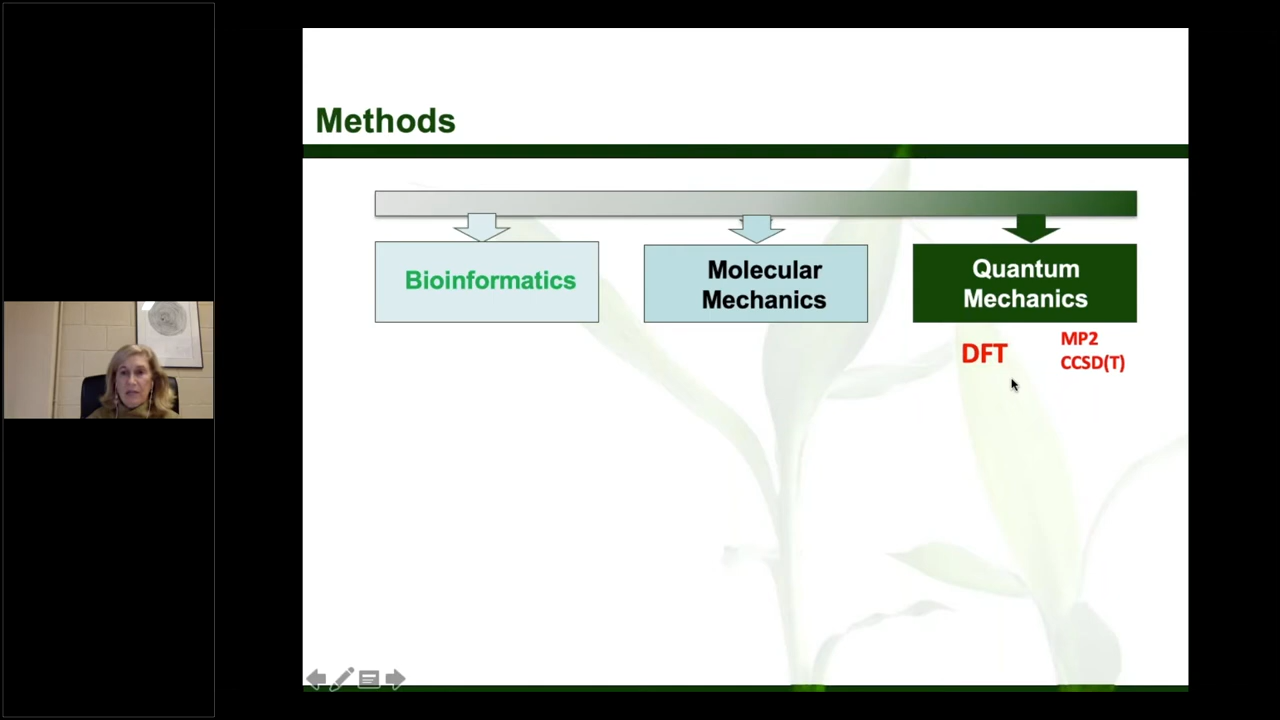 Methods
Bioinformatics
Molecular
Mechanics
Quantum
Mechanics
DFT
MP2
CCSD(T)